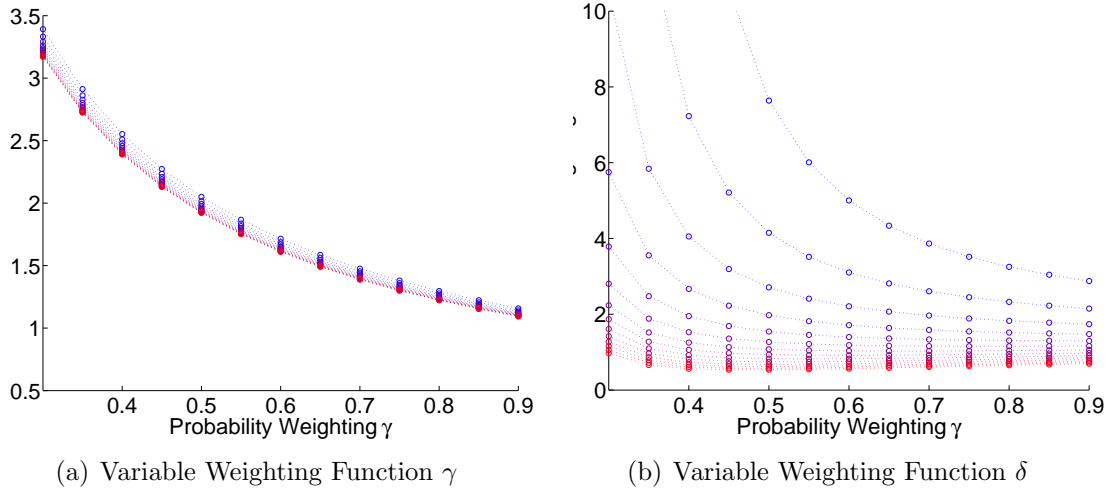 3.5
3
2.5
2
1.5
1
0.5
0.4 0.5 0.6 0.7 0.8 0.9
Probability Weighting γ
(a) Variable Weighting Function γ
10
8
6
4
2
0
0.4 0.5 0.6 0.7 0.8 0.9
Probability Weighting γ
(b) Variable Weighting Function δ